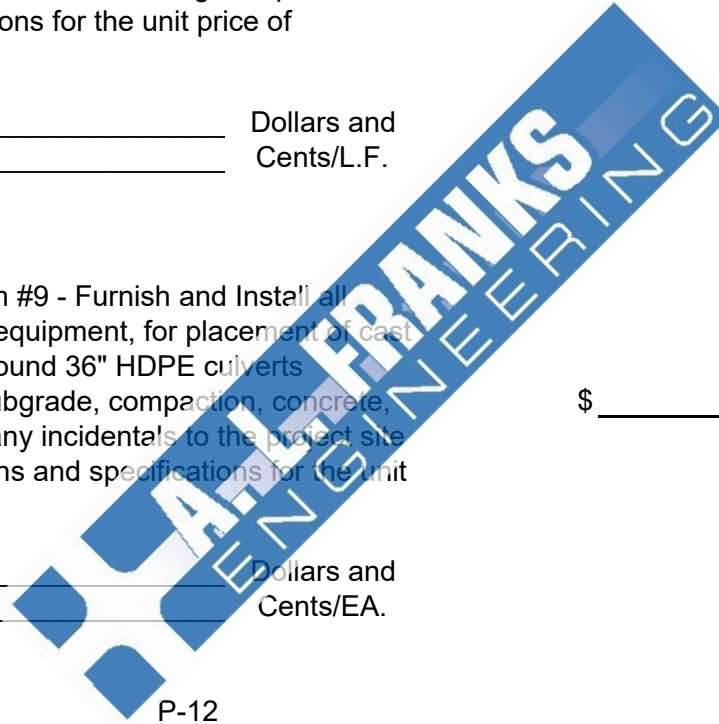 ons for the unit price of
Dollars and
Cents/L.F.
#9 - Furnish and Install all
equipment, for placement of cast
ound 36" HDPE culverts
bgrade, compaction, concrete,
$
any incidentals to the project site
ns and specifications for the unit
Dollars and
Cents/EA.
P-12
A.L. FRANKS
ENGINEERING